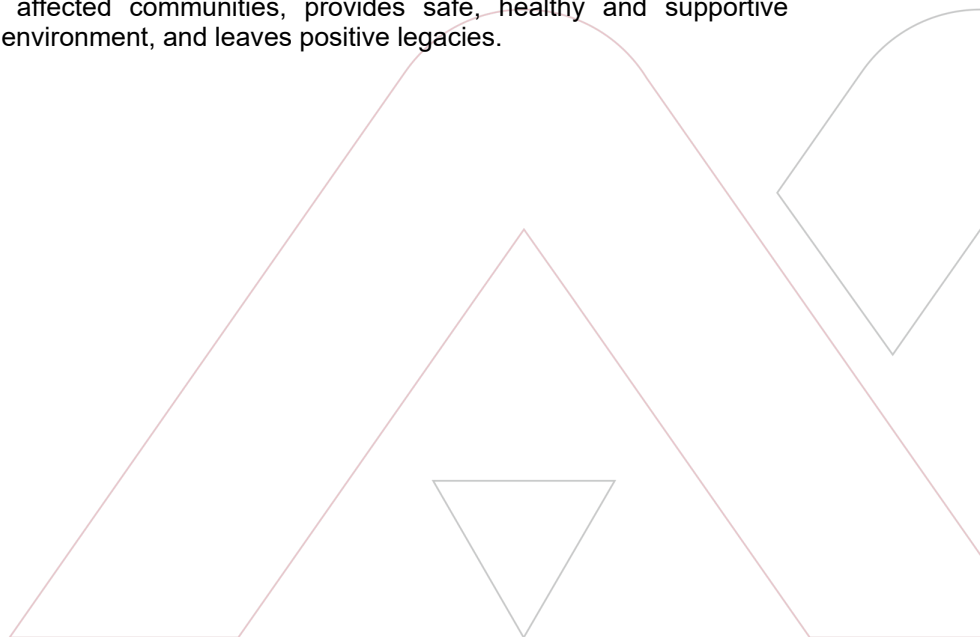 affected communities, provides safe, healthy and supportive
environment, and leaves positive legacies.